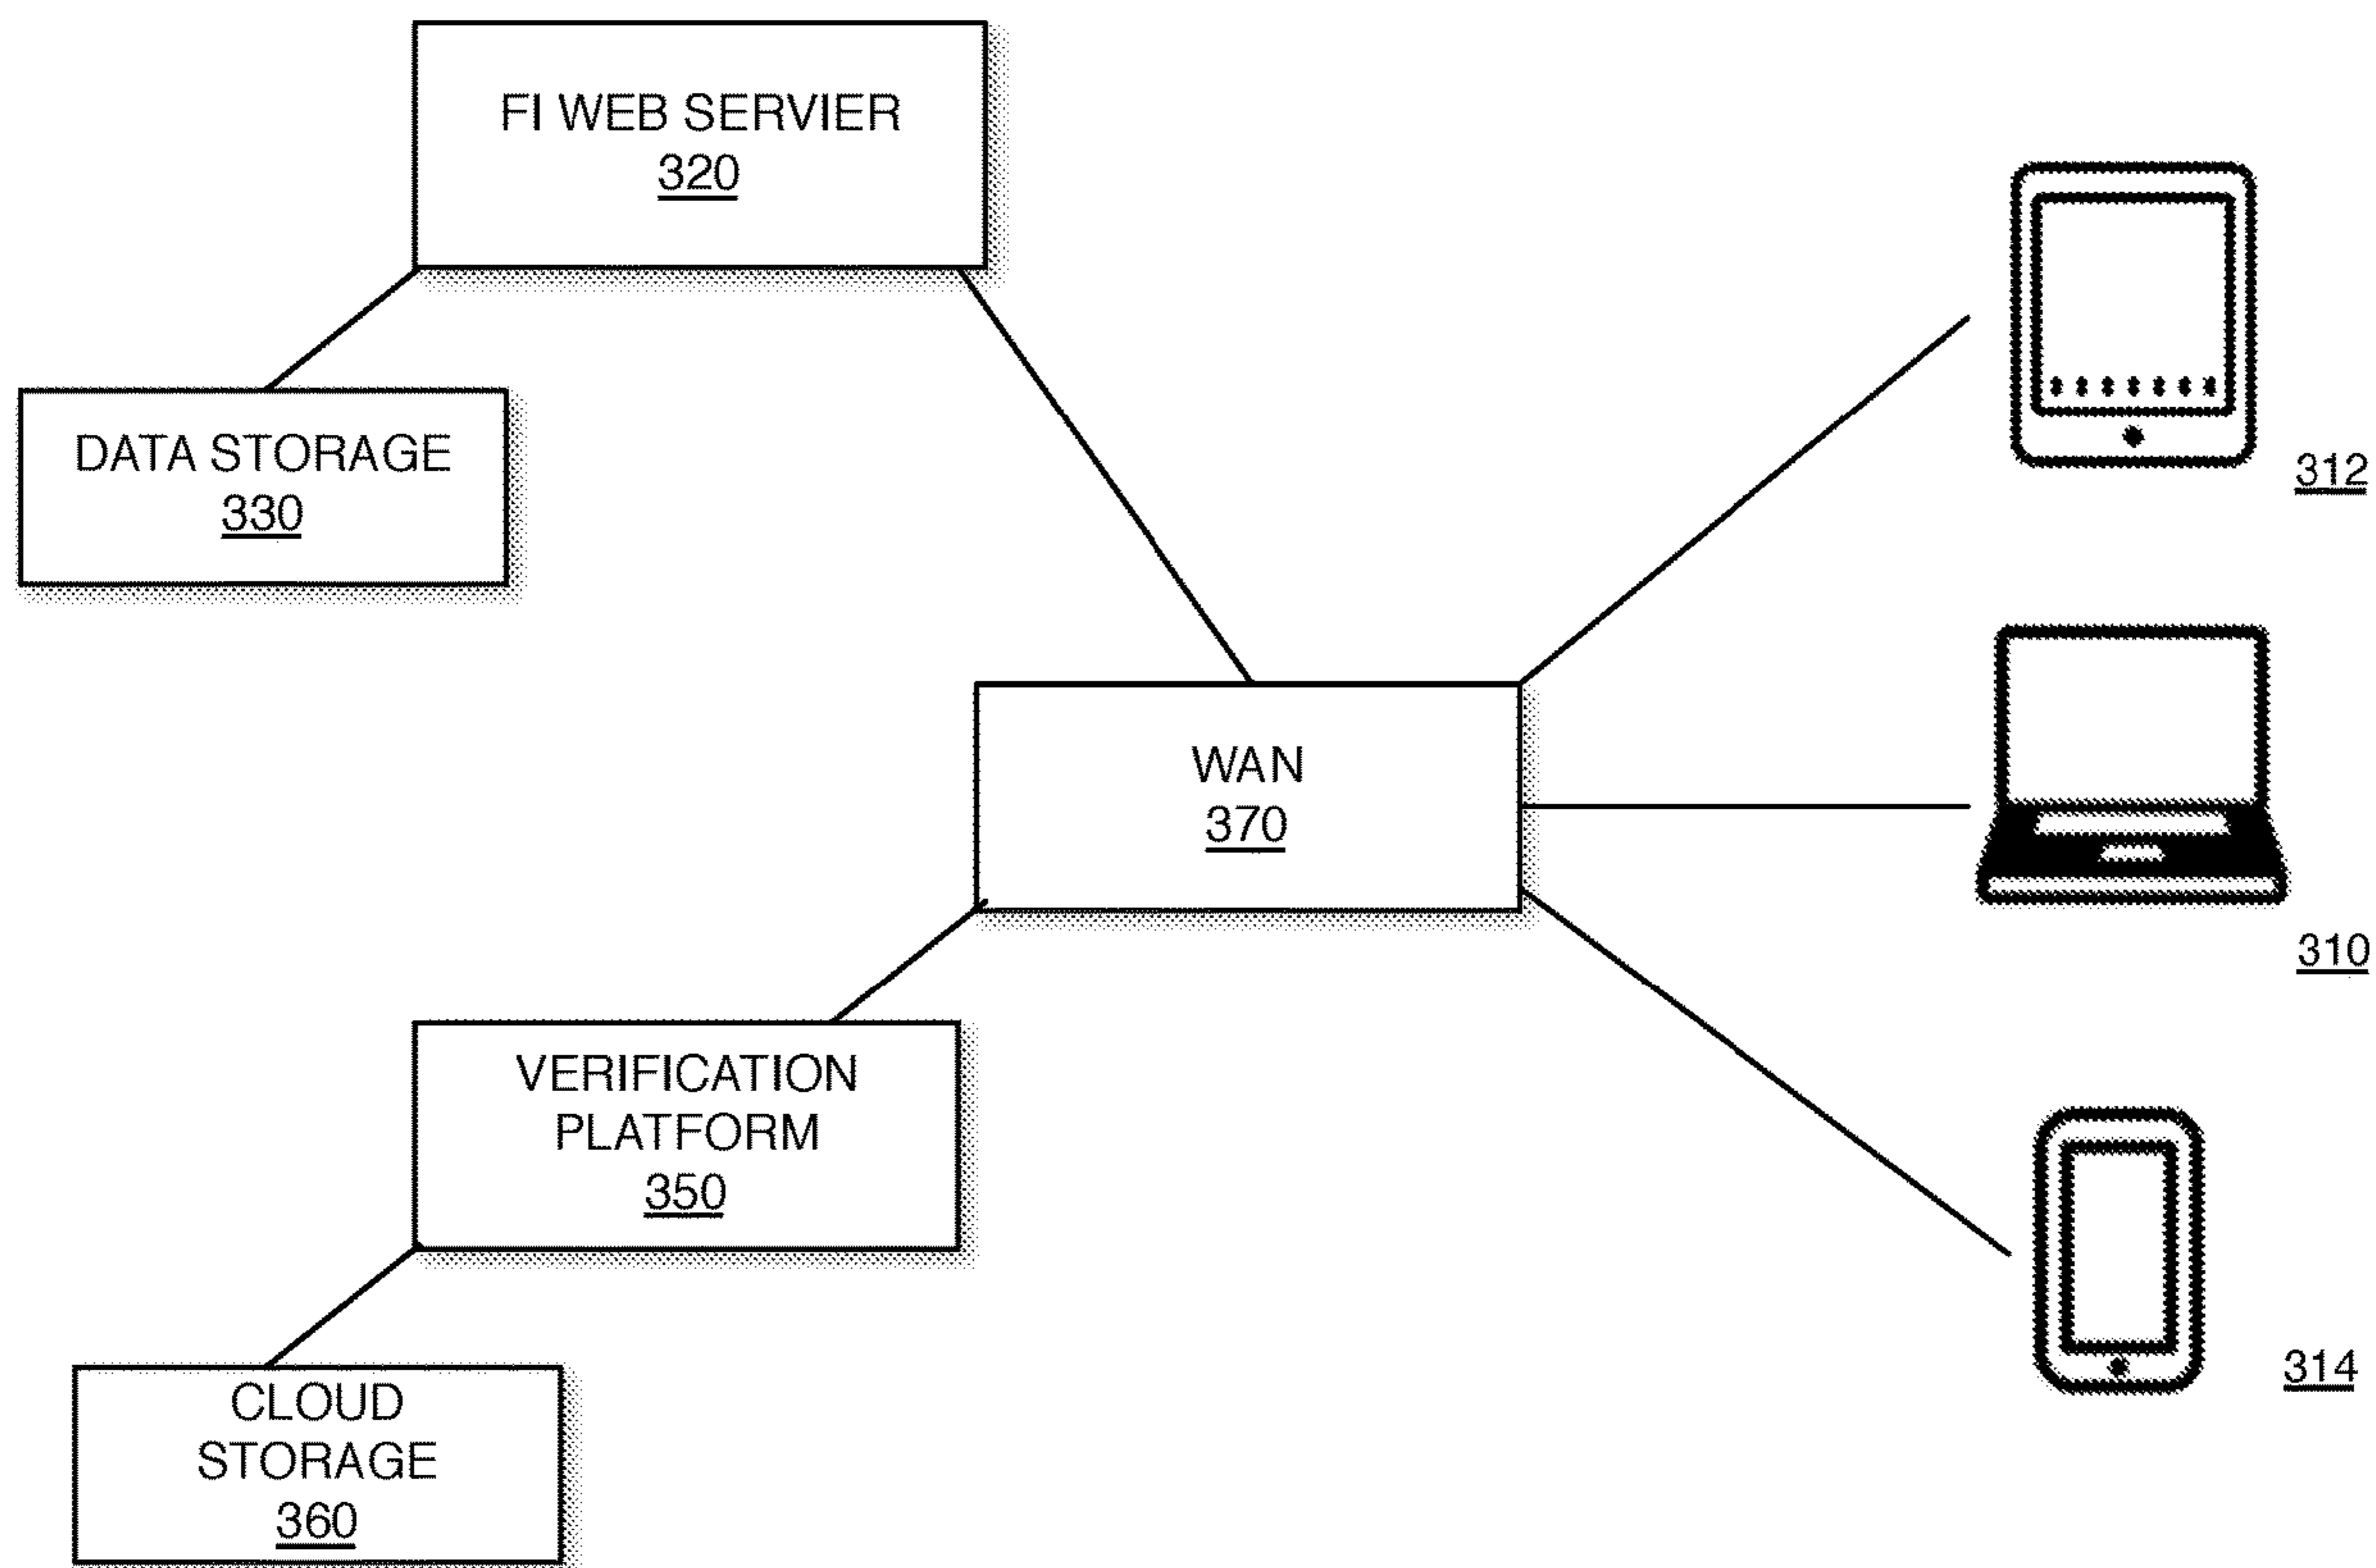 FI WEB SERVIER
320
DATA STORAGE
330
312
WAN
370
310
VERIFICATION
PLATFORM
350
314
CLOUD
STORAGE
360